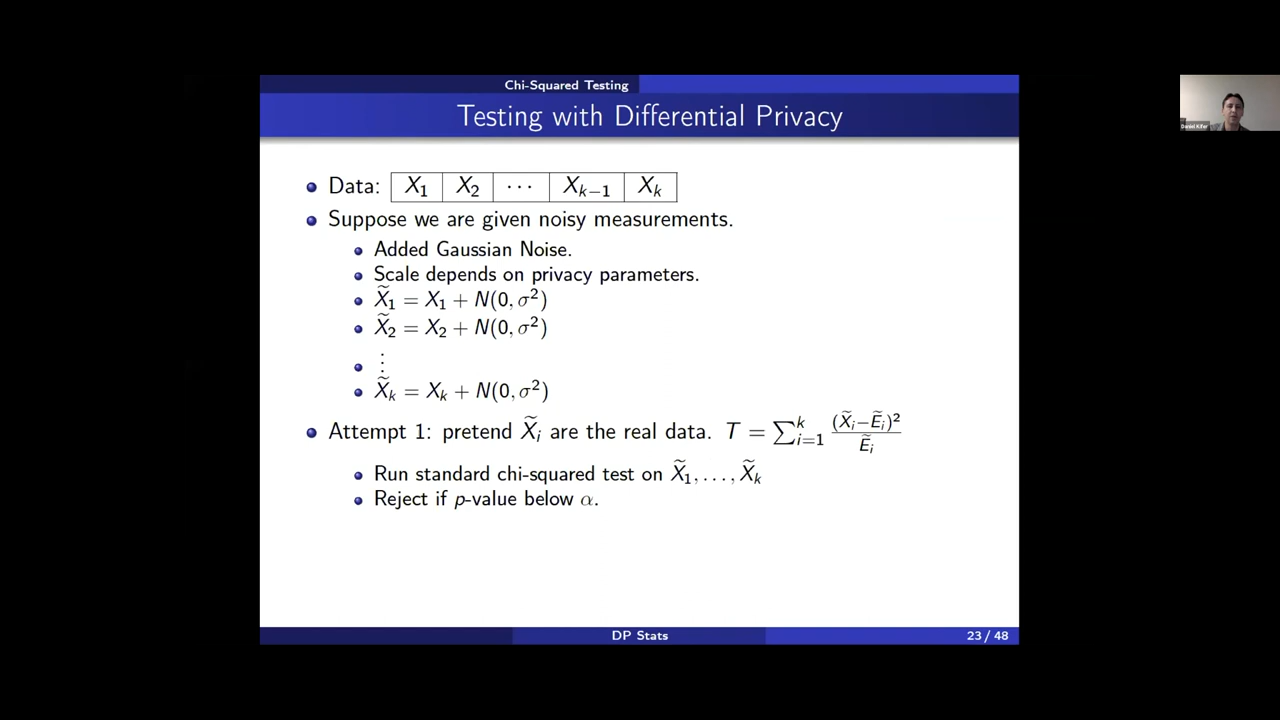 Chi-Squared Testing
Testing with Differential Privacy
Data: X₁ X₂ ⋯ Xₖ₋₁ Xₖ
Suppose we are given noisy measurements.
Added Gaussian Noise.
Scale depends on privacy parameters.
X̃₁ = X₁ + N(0, σ²)
X̃₂ = X₂ + N(0, σ²)
⋮
X̃ₖ = Xₖ + N(0, σ²)
Attempt 1: pretend X̃ᵢ are the real data. T = ∑ᵏᵢ₌₁ (X̃ᵢ−Ẽᵢ)²/Ẽᵢ
Run standard chi-squared test on X̃₁, . . . , X̃ₖ
Reject if p-value below α.
DP Stats 23 / 48
Daniel Kifer